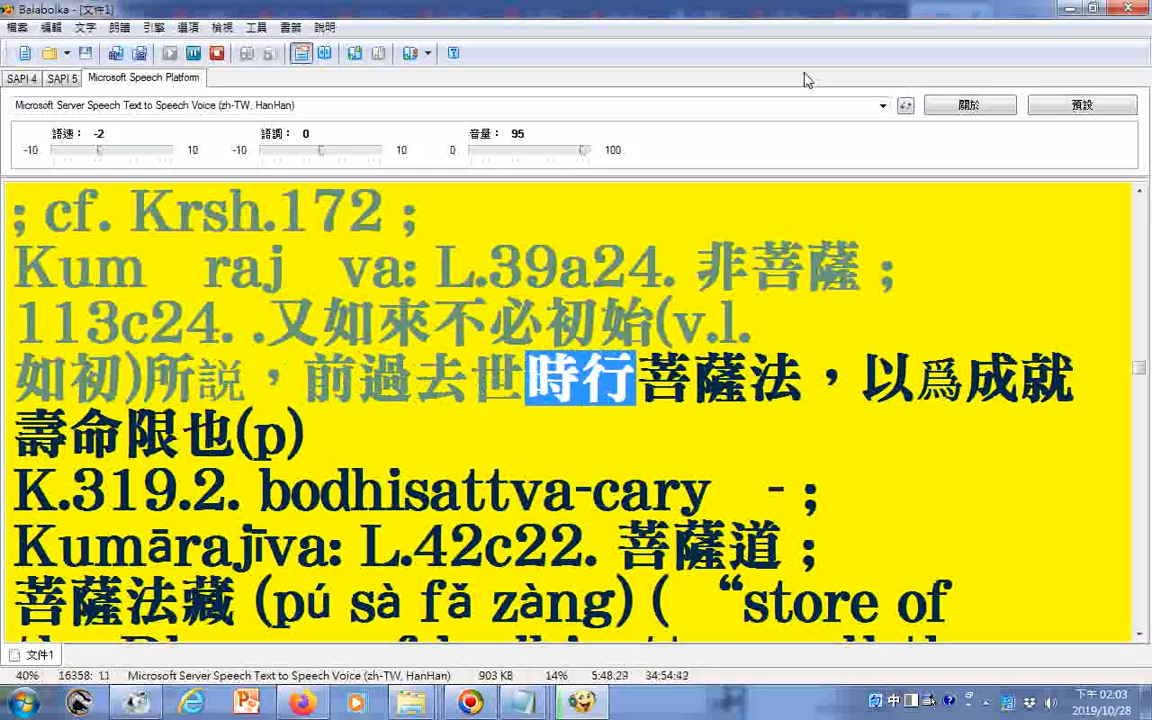 Balabolka - [文件1]
檔案 編輯 文字 朗讀 引擎 選項 檢視 工具 書籤 說明
SAPI 4 SAPI 5 Microsoft Speech Platform
Microsoft Server Speech Text to Speech Voice (zh-TW, HanHan) 關於 預設
語速： -2 語調： 0 音量： 95
-10 10 -10 10 0 100
; cf. Krsh.172 ;
Kum raj va: L.39a24. 非菩薩 ;
113c24. .又如來不必初始(v.l.
如初)所説，前過去世時行菩薩法，以爲成就
壽命限也(p)
K.319.2. bodhisattva-cary - ;
Kumārajīva: L.42c22. 菩薩道 ;
菩薩法藏 (pú sà fǎ zàng) ( “store of
文件1
40% 16358: 11 Microsoft Server Speech Text to Speech Voice (zh-TW, HanHan) 903 KB 14% 5:48:29 34:54:42
中 下午 02:03
2019/10/28